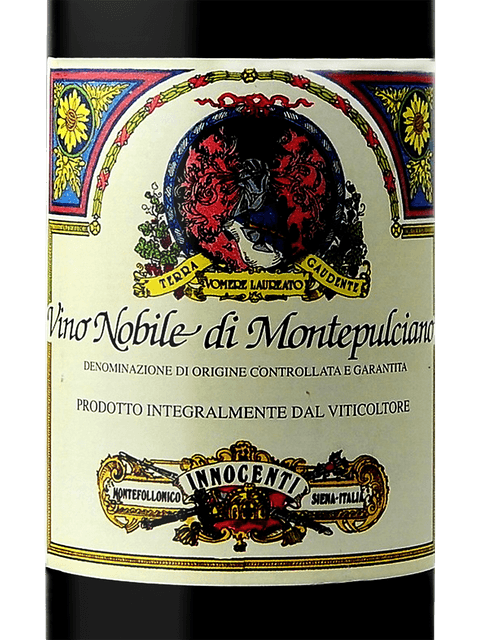 TERRA VOMERE LAUREATO GAUDENTE
Vino Nobile di Montepulciano
DENOMINAZIONE DI ORIGINE CONTROLLATA E GARANTITA
PRODOTTO INTEGRALMENTE DAL VITICOLTORE
INNOCENTI
MONTEFOLLONICO SIENA-ITALIA